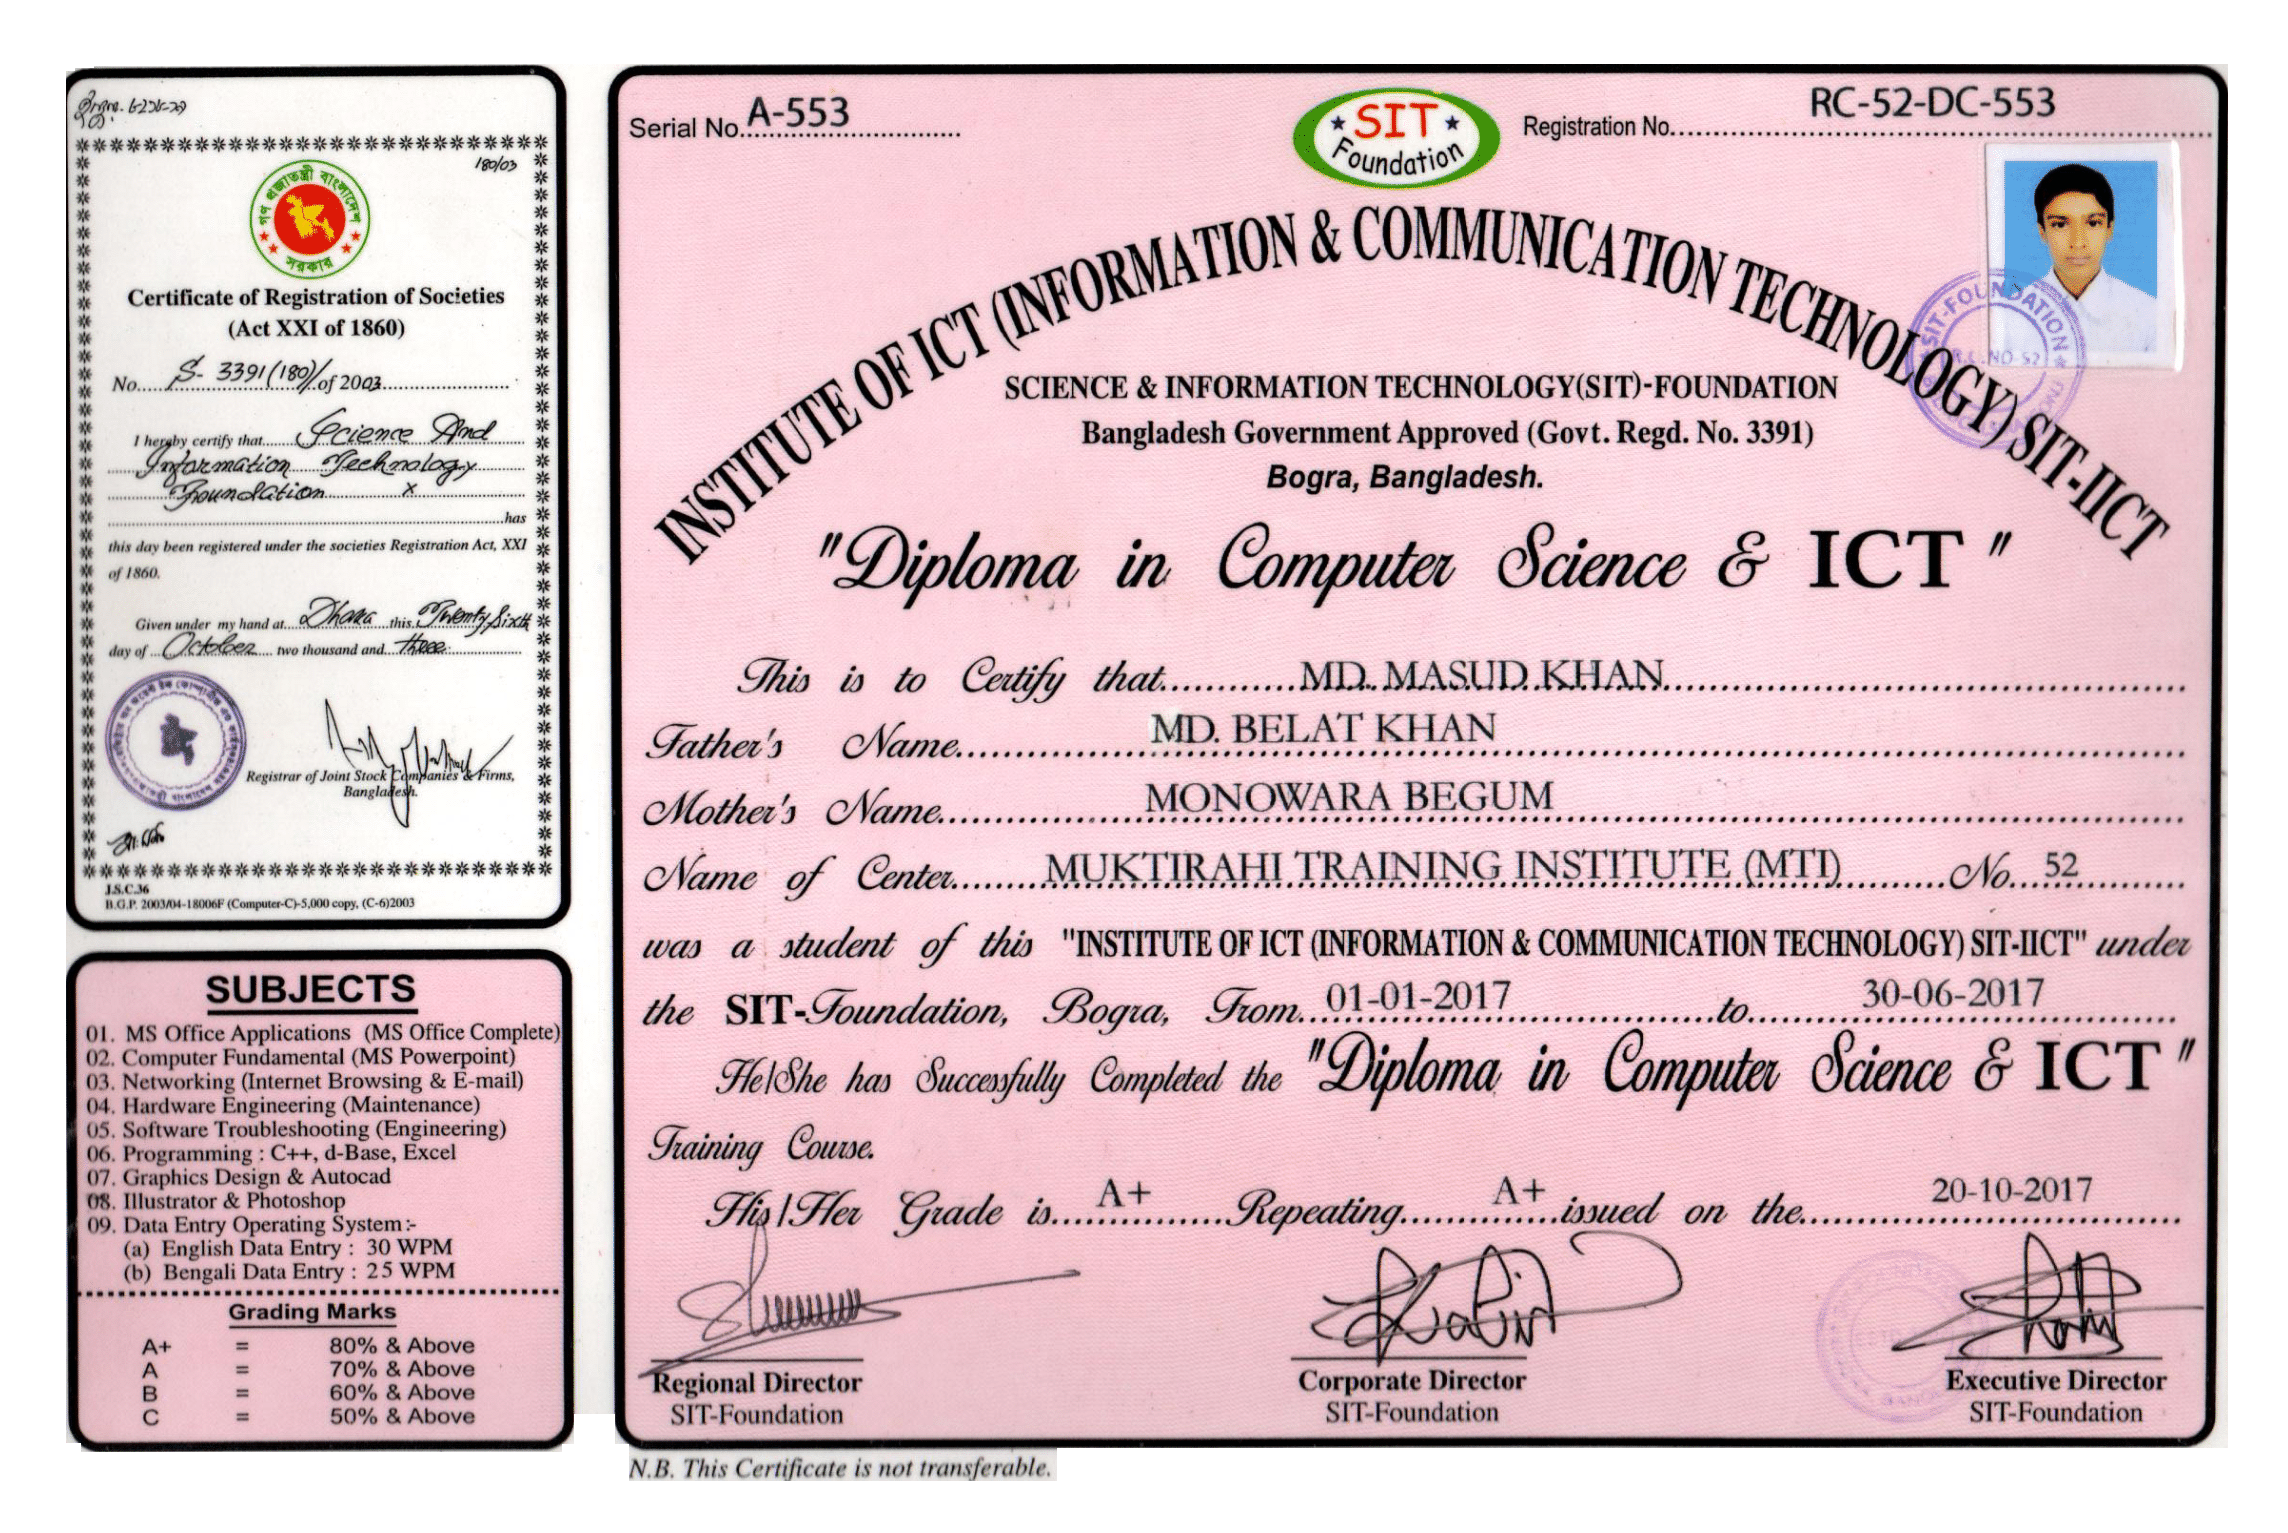 180/03
গণ প্রজাতন্ত্রী বাংলাদেশ
সরকার
Certificate of Registration of Societies
(Act XXI of 1860)
No.....S- 3391(180)/of 2003
I hereby certify that......Science And
Information Technology
Foundation x
has
this day been registered under the societies Registration Act, XXI
of 1860.
Given under my hand at....Dhaka this Twenty Sixth
day of ...October.... two thousand and...three
Registrar of Joint Stock Companies & Firms,
Bangladesh.
J.S.C.36
B.G.P. 2003/04-18006F (Computer-C)-5,000 copy, (C-6)2003
SUBJECTS
01. MS Office Applications (MS Office Complete)
02. Computer Fundamental (MS Powerpoint)
03. Networking (Internet Browsing & E-mail)
04. Hardware Engineering (Maintenance)
05. Software Troubleshooting (Engineering)
06. Programming : C++, d-Base, Excel
07. Graphics Design & Autocad
08. Illustrator & Photoshop
09. Data Entry Operating System:-
(a) English Data Entry : 30 WPM
(b) Bengali Data Entry : 25 WPM
Grading Marks
A+ = 80% & Above
A = 70% & Above
B = 60% & Above
C = 50% & Above
Serial No. A-553
SIT
Foundation
Registration No. RC-52-DC-553
INSTITUTE OF ICT (INFORMATION & COMMUNICATION TECHNOLOGY) SIT-IICT
SIT-FOUNDATION
R.L. NO-52
SCIENCE & INFORMATION TECHNOLOGY(SIT)-FOUNDATION
Bangladesh Government Approved (Govt. Regd. No. 3391)
Bogra, Bangladesh.
"Diploma in Computer Science & ICT"
This is to Certify that MD. MASUD KHAN
Father's Name MD. BELAT KHAN
Mother's Name MONOWARA BEGUM
Name of Center MUKTIRAHI TRAINING INSTITUTE (MTI) No. 52
was a student of this "INSTITUTE OF ICT (INFORMATION & COMMUNICATION TECHNOLOGY) SIT-IICT" under
the SIT-Foundation, Bogra, From 01-01-2017 to 30-06-2017
He/She has Successfully Completed the "Diploma in Computer Science & ICT"
Training Course.
His/Her Grade is A+ Repeating A+ issued on the 20-10-2017
Regional Director
SIT-Foundation
Corporate Director
SIT-Foundation
Executive Director
SIT-Foundation
N.B. This Certificate is not transferable.